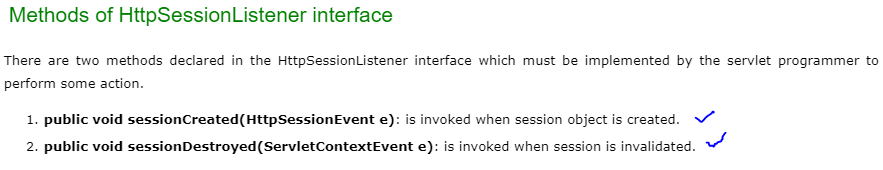 Methods of HttpSessionListener interface
There are two methods declared in the HttpSessionListener interface which must be implemented by the servlet programmer to
perform some action.
1. public void sessionCreated(HttpSessionEvent e): is invoked when session object is created.
2. public void sessionDestroyed(ServletContextEvent e): is invoked when session is invalidated.